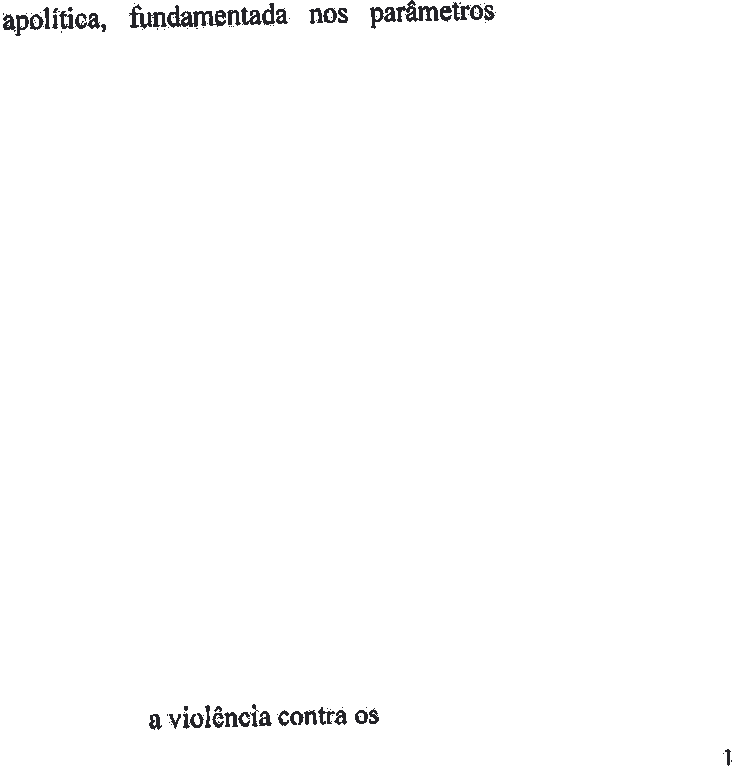 apolítica, fundamentada nos parâmetros
a violência contra os
1